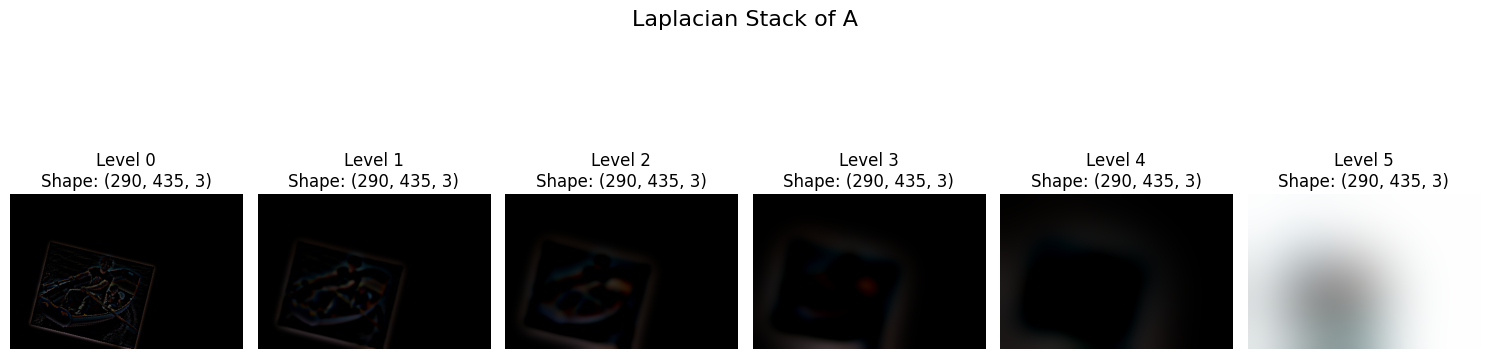 Laplacian Stack of A
Level 0
Shape: (290, 435, 3)
Level 1
Shape: (290, 435, 3)
Level 2
Shape: (290, 435, 3)
Level 3
Shape: (290, 435, 3)
Level 4
Shape: (290, 435, 3)
Level 5
Shape: (290, 435, 3)